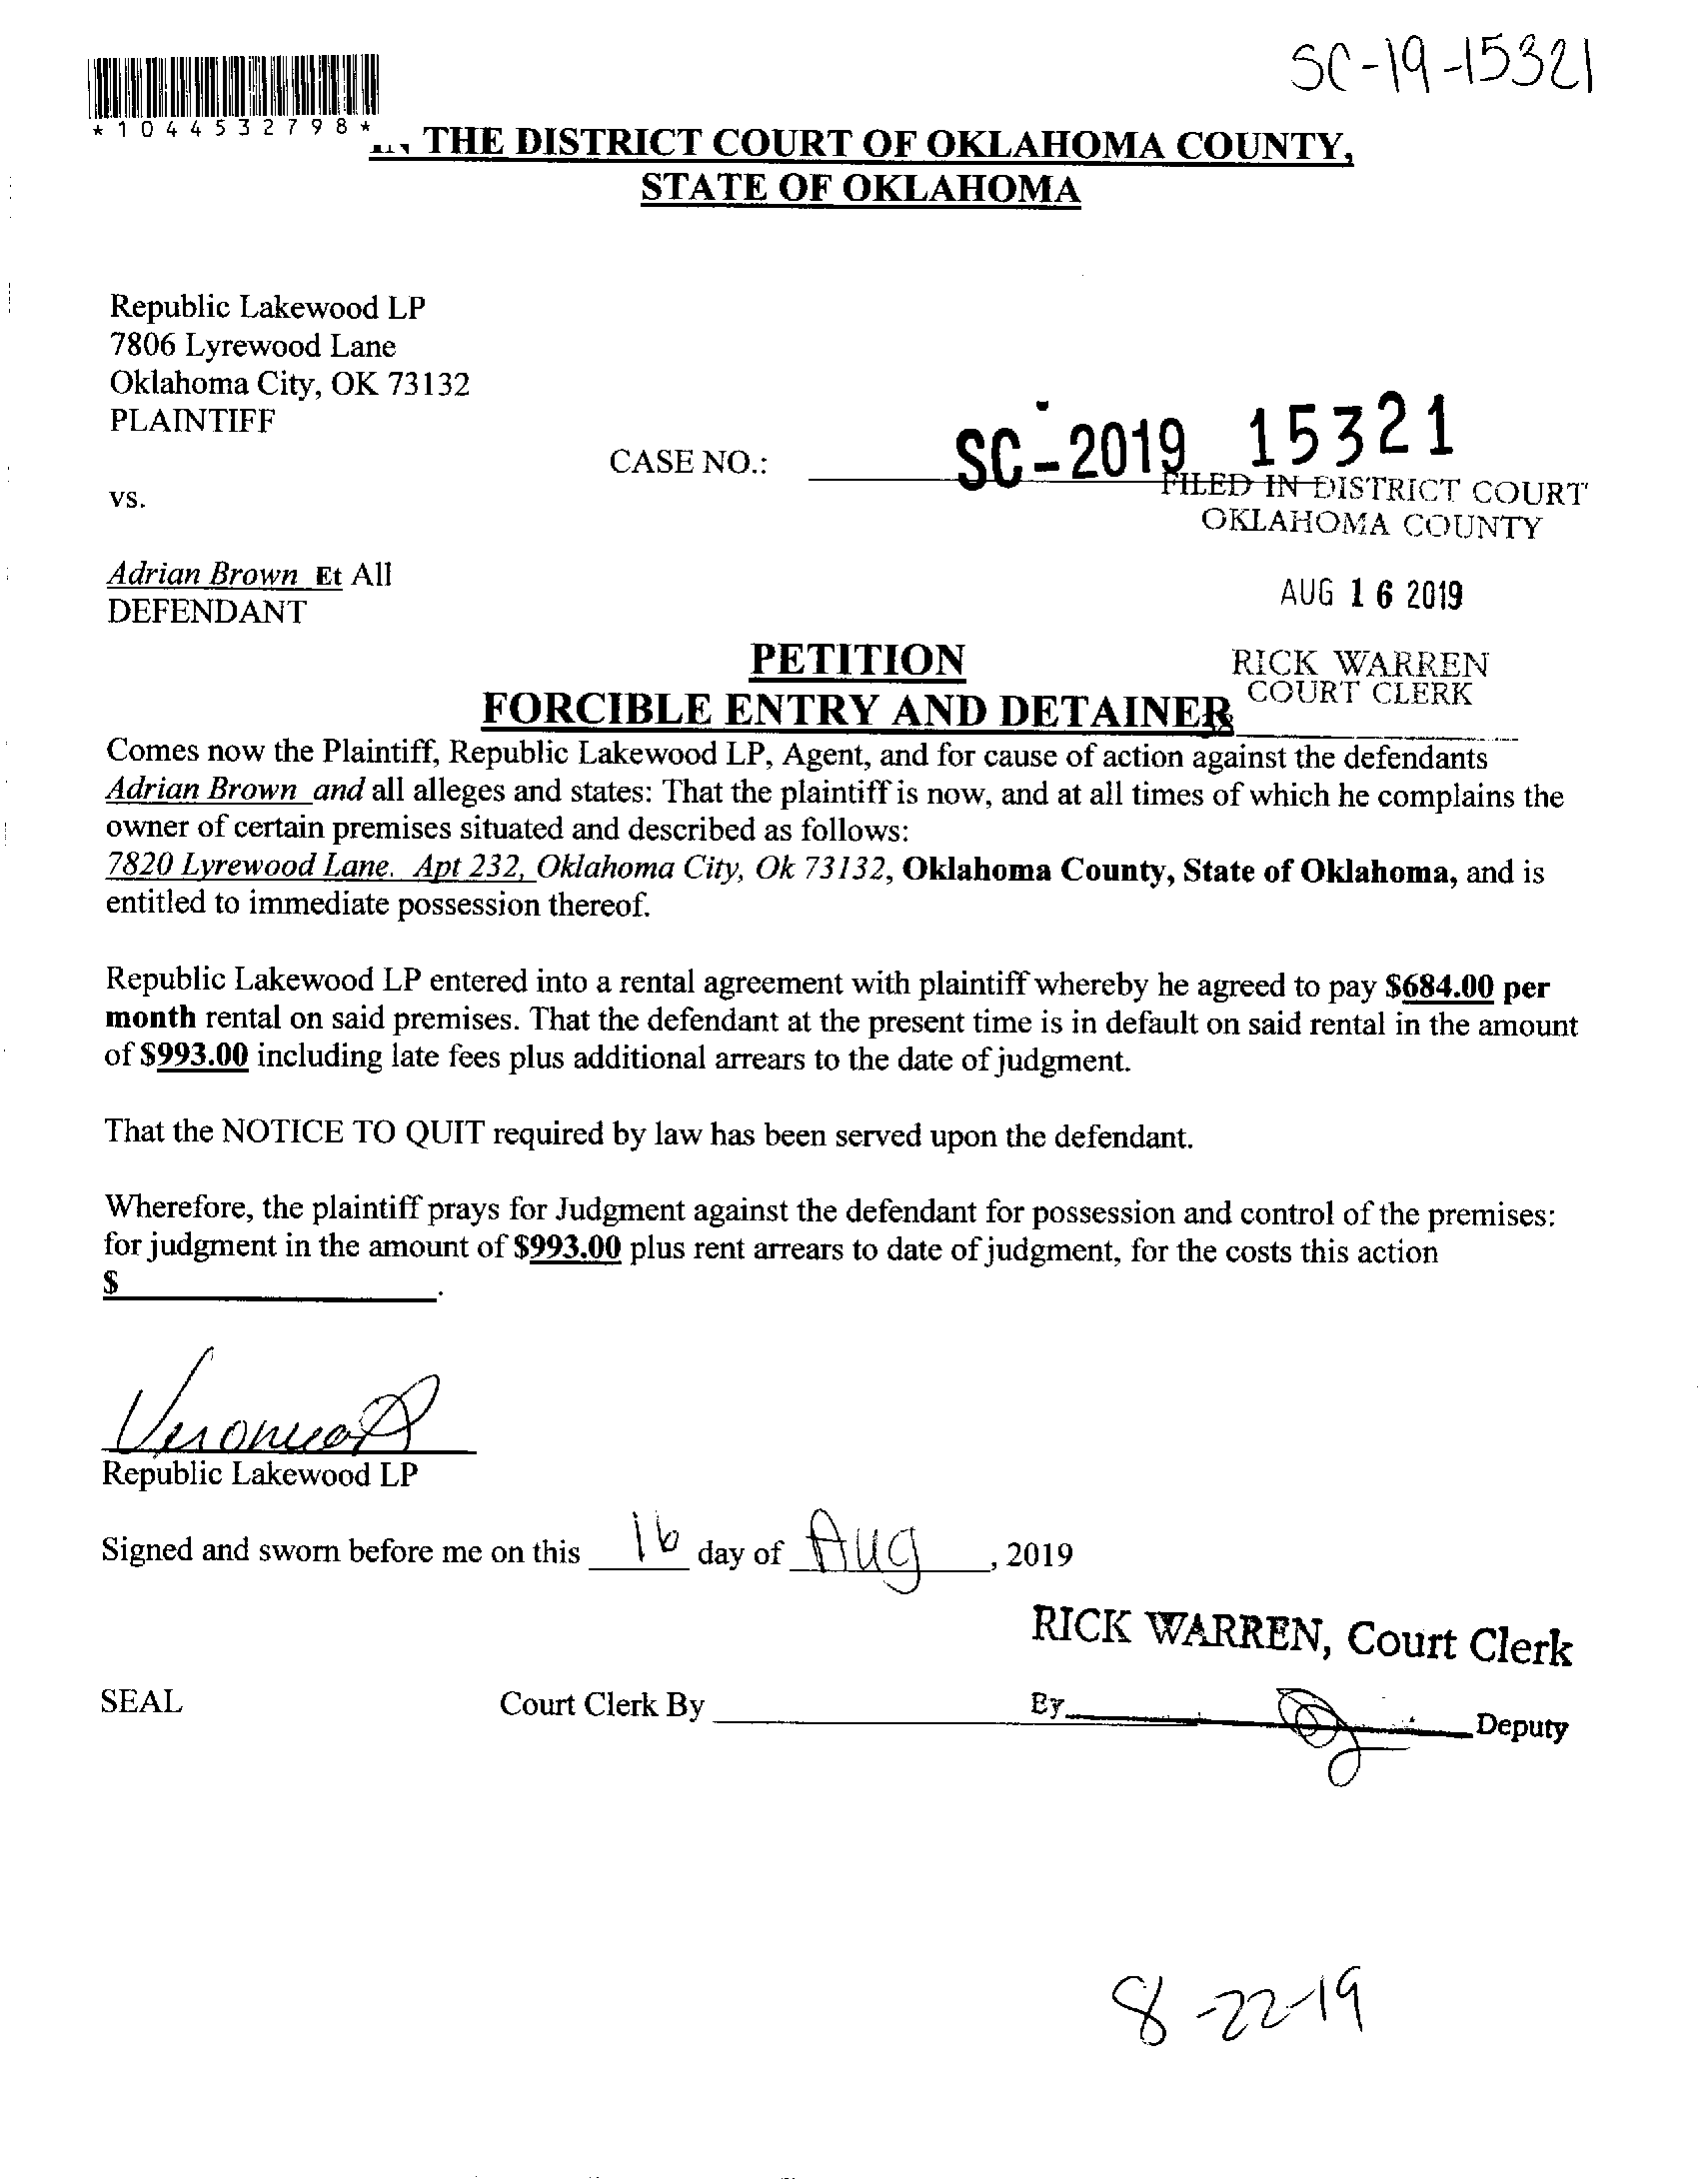 SC-19-15321
*1044532798*
THE DISTRICT COURT OF OKLAHOMA COUNTY,
STATE OF OKLAHOMA
Republic Lakewood LP
7806 Lyrewood Lane
Oklahoma City, OK 73132
PLAINTIFF
CASE NO.: SC-2019 15321
FILED IN DISTRICT COURT
OKLAHOMA COUNTY
vs.
Adrian Brown Et All
DEFENDANT
AUG 16 2019
RICK WARREN
COURT CLERK
PETITION
FORCIBLE ENTRY AND DETAINER
Comes now the Plaintiff, Republic Lakewood LP, Agent, and for cause of action against the defendants
Adrian Brown and all alleges and states: That the plaintiff is now, and at all times of which he complains the
owner of certain premises situated and described as follows:
7820 Lyrewood Lane. Apt 232, Oklahoma City, Ok 73132, Oklahoma County, State of Oklahoma, and is
entitled to immediate possession thereof.
Republic Lakewood LP entered into a rental agreement with plaintiff whereby he agreed to pay $684.00 per
month rental on said premises. That the defendant at the present time is in default on said rental in the amount
of $993.00 including late fees plus additional arrears to the date of judgment.
That the NOTICE TO QUIT required by law has been served upon the defendant.
Wherefore, the plaintiff prays for Judgment against the defendant for possession and control of the premises:
for judgment in the amount of $993.00 plus rent arrears to date of judgment, for the costs this action
$ .
Republic Lakewood LP
Signed and sworn before me on this 16 day of Aug, 2019
RICK WARREN, Court Clerk
SEAL Court Clerk By By Deputy
8-22-19